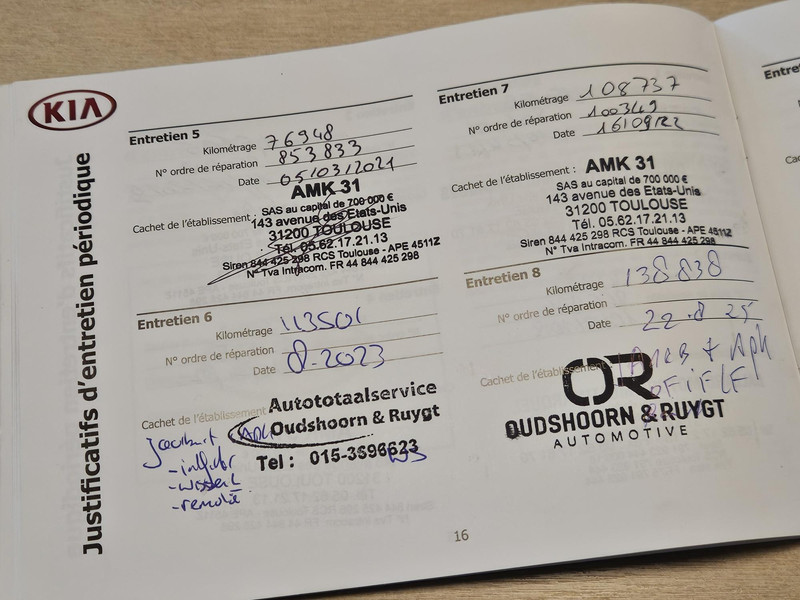 KIA
Justificatifs d'entretien périodique
Entretien 5
Kilométrage 76948
N° ordre de réparation 853833
Date 05/03/2021
Cachet de l'établissement :
AMK 31
SAS au capital de 700 000 €
143 avenue des Etats-Unis
31200 TOULOUSE
Tél. 05.62.17.21.13
Siren 844 425 298 RCS Toulouse - APE 4511Z
N° Tva Intracom. FR 44 844 425 298
Entretien 6
Kilométrage 113501
N° ordre de réparation
Date 8-2023
Cachet de l'établissement
Autototaalservice
Oudshoorn & Ruygt
Tel : 015-3696623
Entretien 7
Kilométrage 108737
N° ordre de réparation 100349
Date 16/09/22
Cachet de l'établissement :
AMK 31
SAS au capital de 700 000 €
143 avenue des Etats-Unis
31200 TOULOUSE
Tél. 05.62.17.21.13
Siren 844 425 298 RCS Toulouse - APE 4511Z
N° Tva Intracom. FR 44 844 425 298
Entretien 8
Kilométrage 138838
N° ordre de réparation
Date 22-8 25
Cachet de l'établissement
OR
OUDSHOORN & RUYGT
AUTOMOTIVE
16